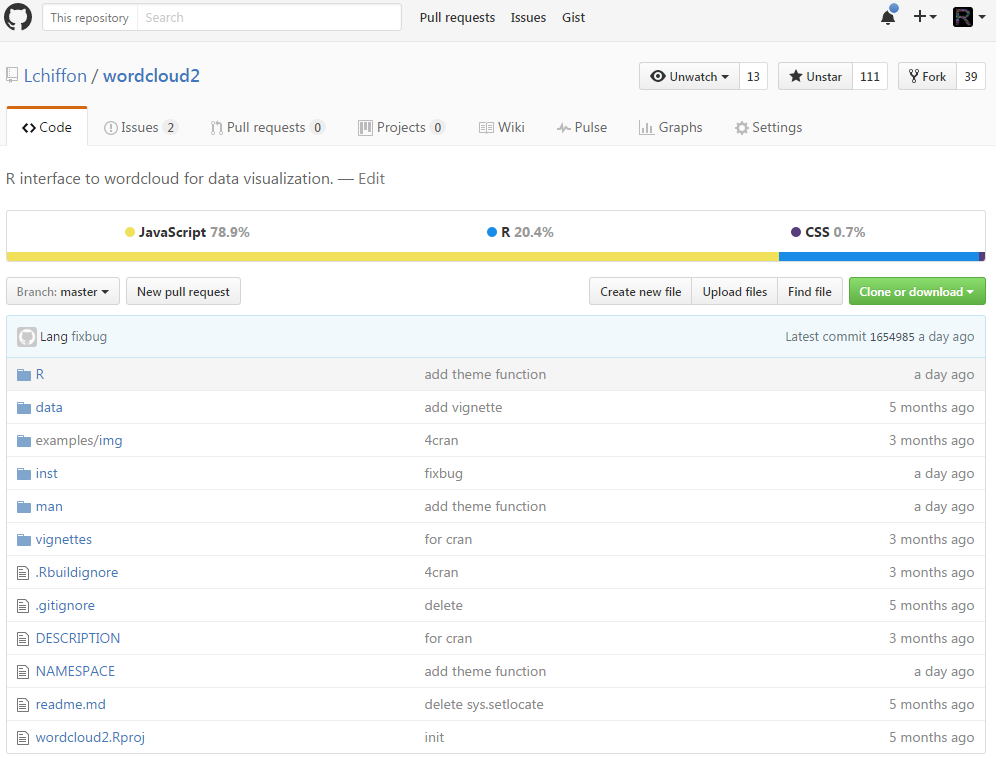 This repository Search Pull requests Issues Gist
Lchiffon / wordcloud2 Unwatch 13 Unstar 111 Fork 39
Code Issues 2 Pull requests 0 Projects 0 Wiki Pulse Graphs Settings
R interface to wordcloud for data visualization. — Edit
JavaScript 78.9% R 20.4% CSS 0.7%
Branch: master New pull request Create new file Upload files Find file Clone or download
Lang fixbug Latest commit 1654985 a day ago
R add theme function a day ago
data add vignette 5 months ago
examples/img 4cran 3 months ago
inst fixbug a day ago
man add theme function a day ago
vignettes for cran 3 months ago
.Rbuildignore 4cran 3 months ago
.gitignore delete 5 months ago
DESCRIPTION for cran 3 months ago
NAMESPACE add theme function a day ago
readme.md delete sys.setlocate 5 months ago
wordcloud2.Rproj init 5 months ago